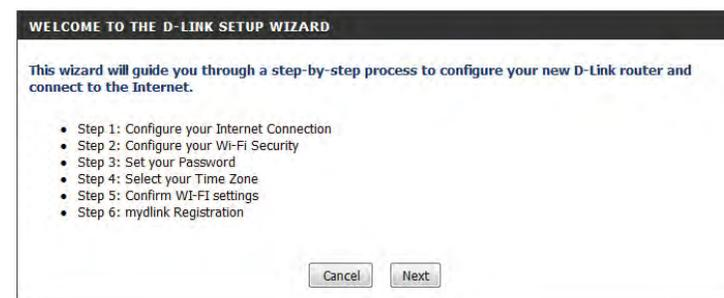 WELCOME TO THE D-LINK SETUP WIZARD
This wizard will guide you through a step-by-step process to configure your new D-Link router and
connect to the Internet.
• Step 1: Configure your Internet Connection
• Step 2: Configure your Wi-Fi Security
• Step 3: Set your Password
• Step 4: Select your Time Zone
• Step 5: Confirm WI-FI settings
• Step 6: mydlink Registration
Cancel Next